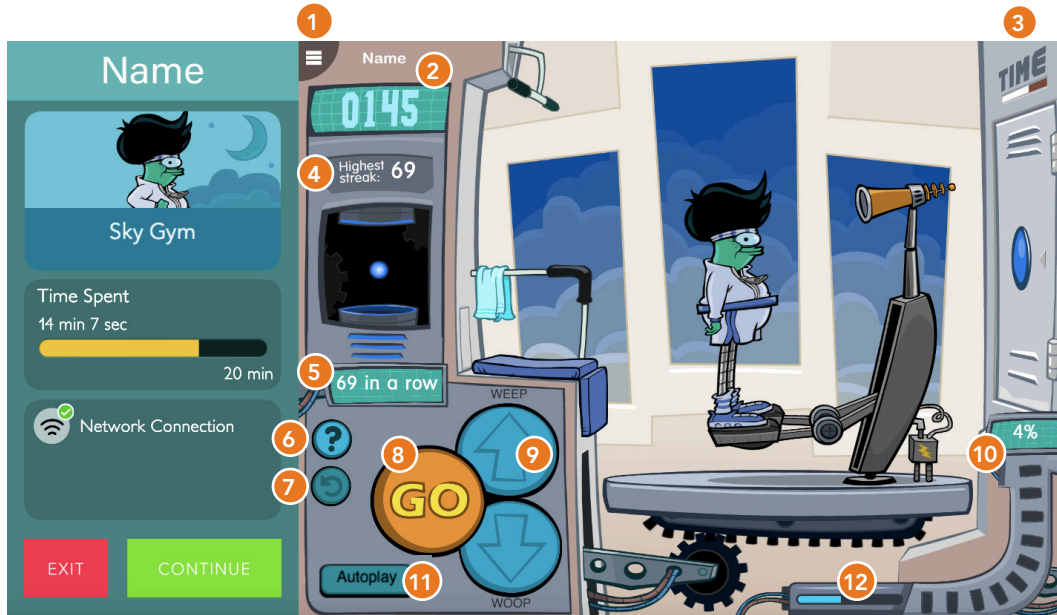 Name
Sky Gym
Time Spent
14 min 7 sec
20 min
Network Connection
EXIT
CONTINUE
1
Name
2
0145
4
Highest
streak: 69
5
69 in a row
WEEP
6
?
7
8
GO
9
Autoplay
11
WOOP
3
TIME
4%
10
12